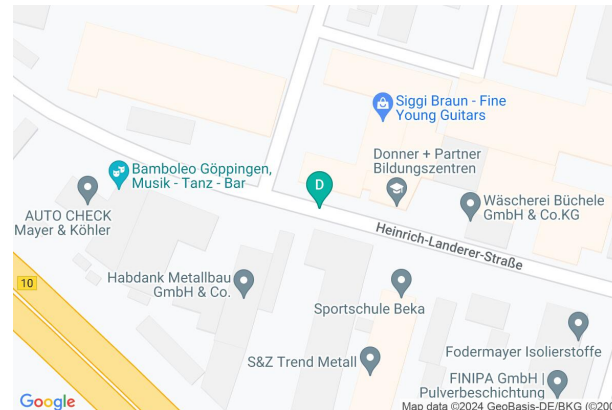 Siggi Braun - Fine
Young Guitars
Donner + Partner
Bildungszentren
Bamboleo Göppingen,
Musik - Tanz - Bar
D
Wäscherei Büchele
GmbH & Co.KG
AUTO CHECK
Mayer & Köhler
Heinrich-Landerer-Straße
10
Habdank Metallbau
GmbH & Co.
Sportschule Beka
S&Z Trend Metall
Fodermayer Isolierstoffe
FINIPA GmbH |
Pulverbeschichtung
Google
Map data ©2024 GeoBasis-DE/BKG (©200